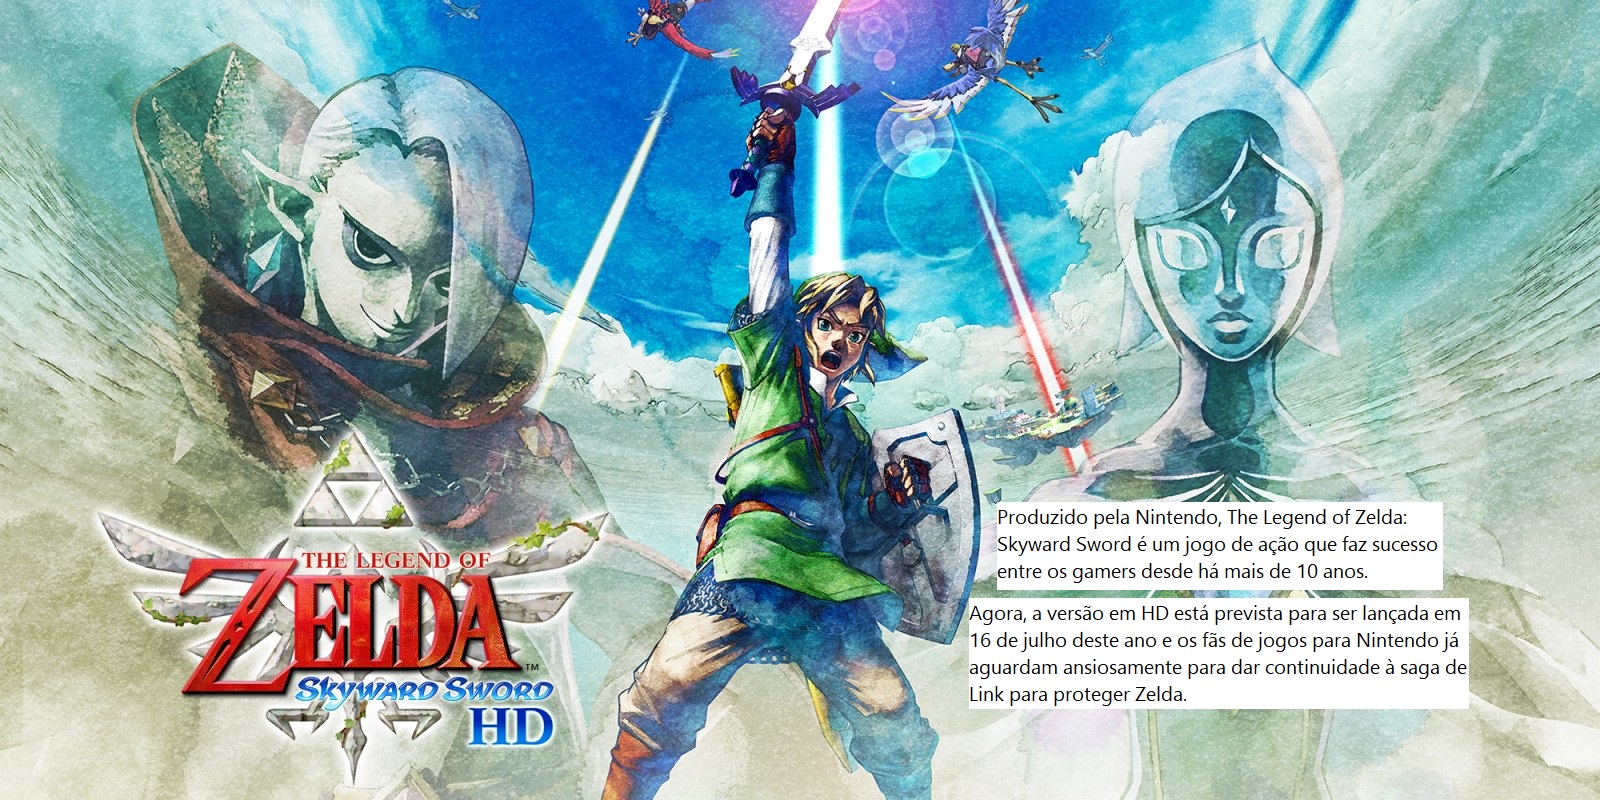 THE LEGEND OF
ZELDA™
Skyward Sword
HD
Produzido pela Nintendo, The Legend of Zelda:
Skyward Sword é um jogo de ação que faz sucesso
entre os gamers desde há mais de 10 anos.
Agora, a versão em HD está prevista para ser lançada em
16 de julho deste ano e os fãs de jogos para Nintendo já
aguardam ansiosamente para dar continuidade à saga de
Link para proteger Zelda.